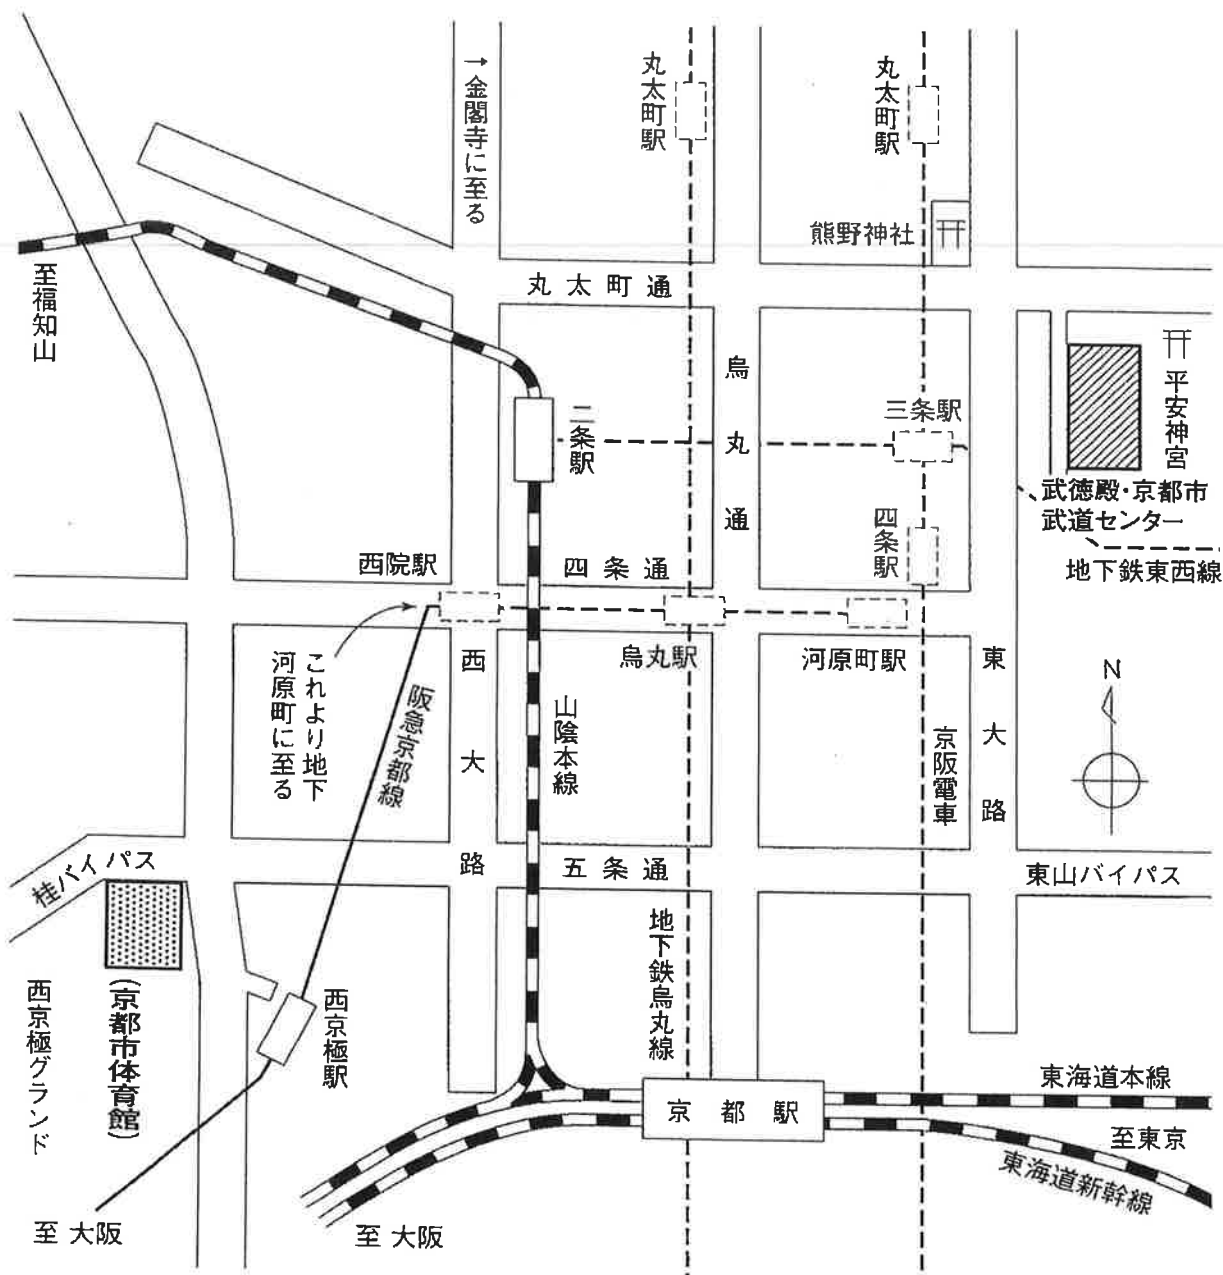 丸太町駅
丸太町駅
↑金閣寺に至る
熊野神社
丸太町通
至福知山
平安神宮
烏丸通
三条駅
二条駅
武徳殿・京都市
武道センター
地下鉄東西線
四条駅
西院駅
四条通
烏丸駅
河原町駅
これより地下
河原町に至る
阪急京都線
西大路
山陰本線
京阪電車
東大路
N
桂バイパス
五条通
東山バイパス
地下鉄烏丸線
西京極グランド
(京都市体育館)
西京極駅
京都駅
東海道本線
至東京
東海道新幹線
至 大阪
至 大阪